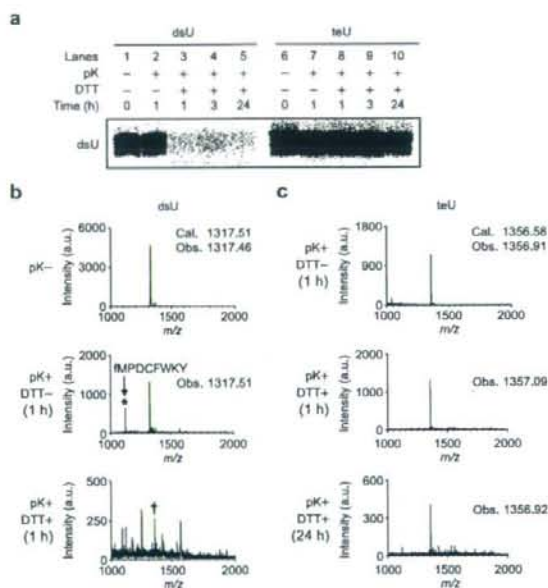 a
dsU teU
Lanes 1 2 3 4 5 6 7 8 9 10
pK – + + + + – + + + +
DTT – – + + + – – + + +
Time (h) 0 1 1 3 24 0 1 1 3 24
dsU
b
dsU
pK–
Intensity (a.u.)
6000
3000
0
Cal. 1317.51
Obs. 1317.46
1000 1500 2000
m/z
pK+
DTT–
(1 h)
Intensity (a.u.)
2000
1000
0
fMPDCFWKY
Obs. 1317.51
‡
*
1000 1500 2000
m/z
pK+
DTT+
(1 h)
Intensity (a.u.)
500
250
0
†
1000 1500 2000
m/z
c
teU
pK+
DTT–
(1 h)
Intensity (a.u.)
1800
900
0
Cal. 1356.58
Obs. 1356.91
1000 1500 2000
m/z
pK+
DTT+
(1 h)
Intensity (a.u.)
2000
1000
0
Obs. 1357.09
1000 1500 2000
m/z
pK+
DTT+
(24 h)
Intensity (a.u.)
800
400
0
Obs. 1356.92
1000 1500 2000
m/z